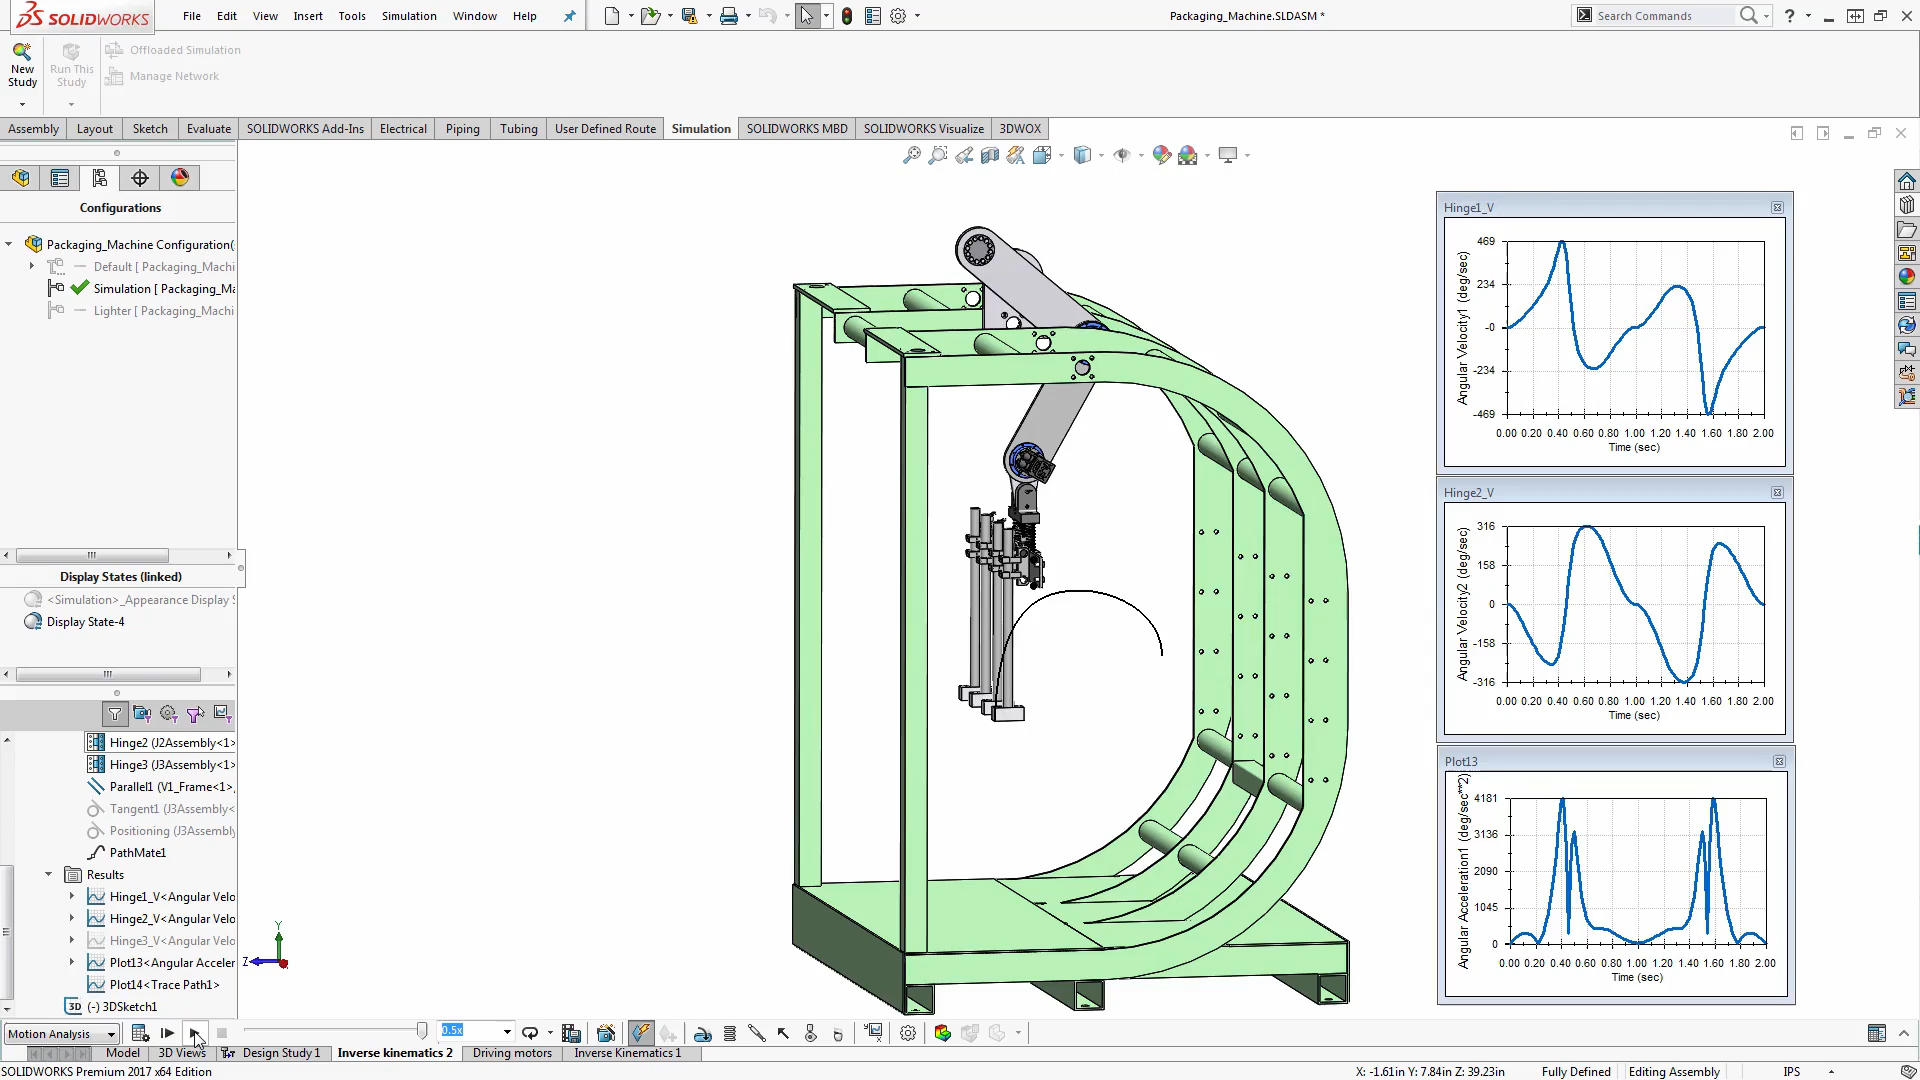 SOLIDWORKS File Edit View Insert Tools Simulation Window Help Packaging_Machine.SLDASM * Search Commands
New Study
Run This Study
Offloaded Simulation
Manage Network
Assembly Layout Sketch Evaluate SOLIDWORKS Add-Ins Electrical Piping Tubing User Defined Route Simulation SOLIDWORKS MBD SOLIDWORKS Visualize 3DWOX
Configurations
Packaging_Machine Configuration(
Default [ Packaging_Machi
Simulation [ Packaging_Ma
Lighter [ Packaging_Machi
Display States (linked)
<Simulation>_Appearance Display S
Display State-4
Hinge2 (J2Assembly<1>
Hinge3 (J3Assembly<1>
Parallel1 (V1_Frame<1>,
Tangent1 (J3Assembly<
Positioning (J3Assembly
PathMate1
Results
Hinge1_V<Angular Velo
Hinge2_V<Angular Velo
Hinge3_V<Angular Velo
Plot13<Angular Acceler
Plot14<Trace Path1>
3D (-) 3DSketch1
Y
Z
Hinge1_V
Angular Velocity1 (deg/sec)
469
234
-0
-234
-469
0.00 0.20 0.40 0.60 0.80 1.00 1.20 1.40 1.60 1.80 2.00
Time (sec)
Hinge2_V
Angular Velocity2 (deg/sec)
316
158
0
-158
-316
0.00 0.20 0.40 0.60 0.80 1.00 1.20 1.40 1.60 1.80 2.00
Time (sec)
Plot13
Angular Acceleration1 (deg/sec**2)
4181
3136
2090
1045
0
0.00 0.20 0.40 0.60 0.80 1.00 1.20 1.40 1.60 1.80 2.00
Time (sec)
Motion Analysis 0.5x
Model 3D Views Design Study 1 Inverse kinematics 2 Driving motors Inverse Kinematics 1
SOLIDWORKS Premium 2017 x64 Edition X: -1.61in Y: 7.84in Z: 39.23in Fully Defined Editing Assembly IPS